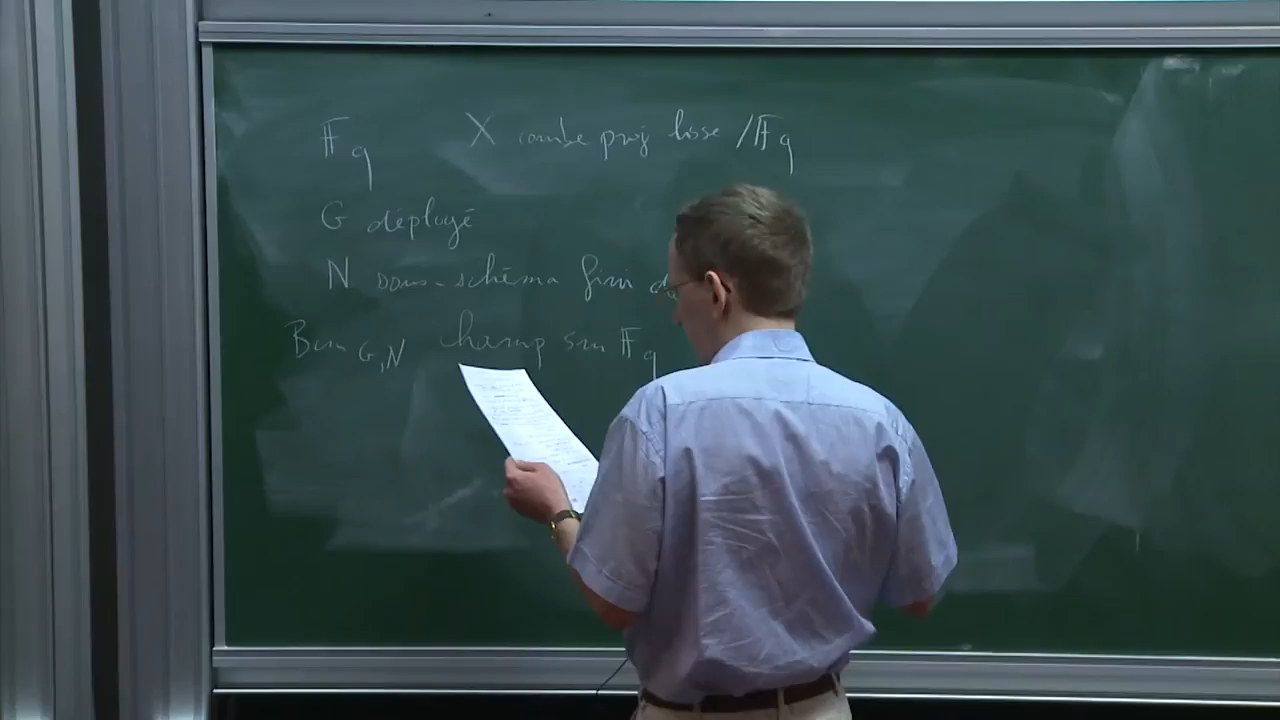 𝔽_q X courbe proj lisse /𝔽_q
G déployé
N sous-schéma fini d
Bun_{G,N} champ sur 𝔽_q